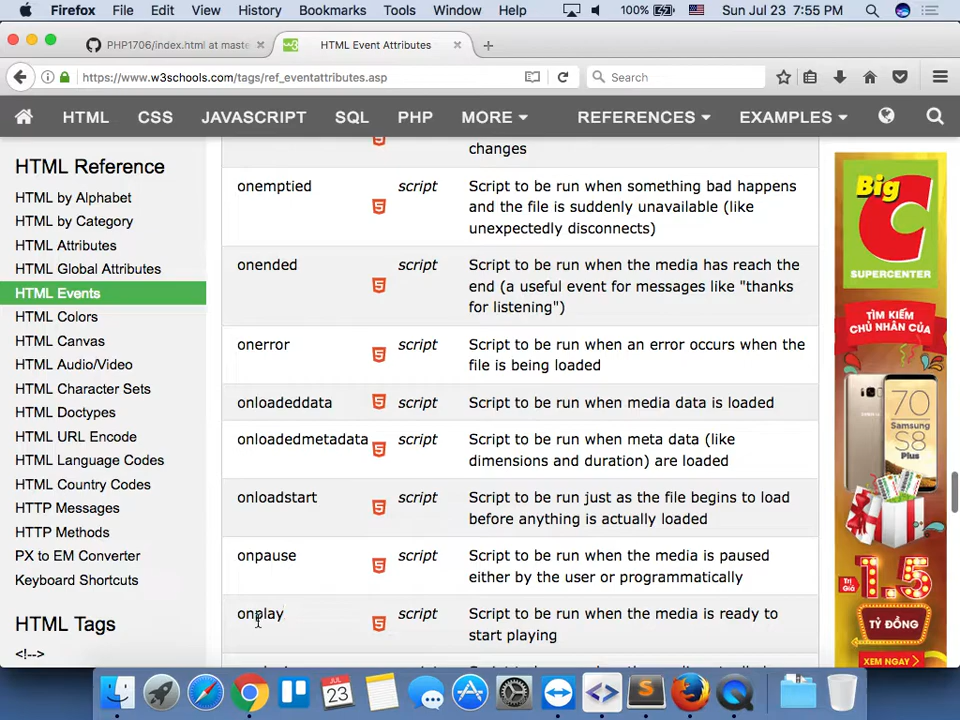 Firefox File Edit View History Bookmarks Tools Window Help 100% Sun Jul 23 7:55 PM
PHP1706/index.html at maste × HTML Event Attributes × +
https://www.w3schools.com/tags/ref_eventattributes.asp Search
HTML CSS JAVASCRIPT SQL PHP MORE REFERENCES EXAMPLES
HTML Reference
HTML by Alphabet
HTML by Category
HTML Attributes
HTML Global Attributes
HTML Events
HTML Colors
HTML Canvas
HTML Audio/Video
HTML Character Sets
HTML Doctypes
HTML URL Encode
HTML Language Codes
HTML Country Codes
HTTP Messages
HTTP Methods
PX to EM Converter
Keyboard Shortcuts
HTML Tags
<!-->
changes
onemptied script Script to be run when something bad happens
and the file is suddenly unavailable (like
unexpectedly disconnects)
onended script Script to be run when the media has reach the
end (a useful event for messages like "thanks
for listening")
onerror script Script to be run when an error occurs when the
file is being loaded
onloadeddata script Script to be run when media data is loaded
onloadedmetadata script Script to be run when meta data (like
dimensions and duration) are loaded
onloadstart script Script to be run just as the file begins to load
before anything is actually loaded
onpause script Script to be run when the media is paused
either by the user or programmatically
onplay script Script to be run when the media is ready to
start playing
Big
C
SUPERCENTER
TÌM KIẾM
CHỦ NHÂN CỦA
70
Samsung
S8
Plus
Trị
Giá
1.5
TỶ ĐỒNG
XEM NGAY
JUL
23